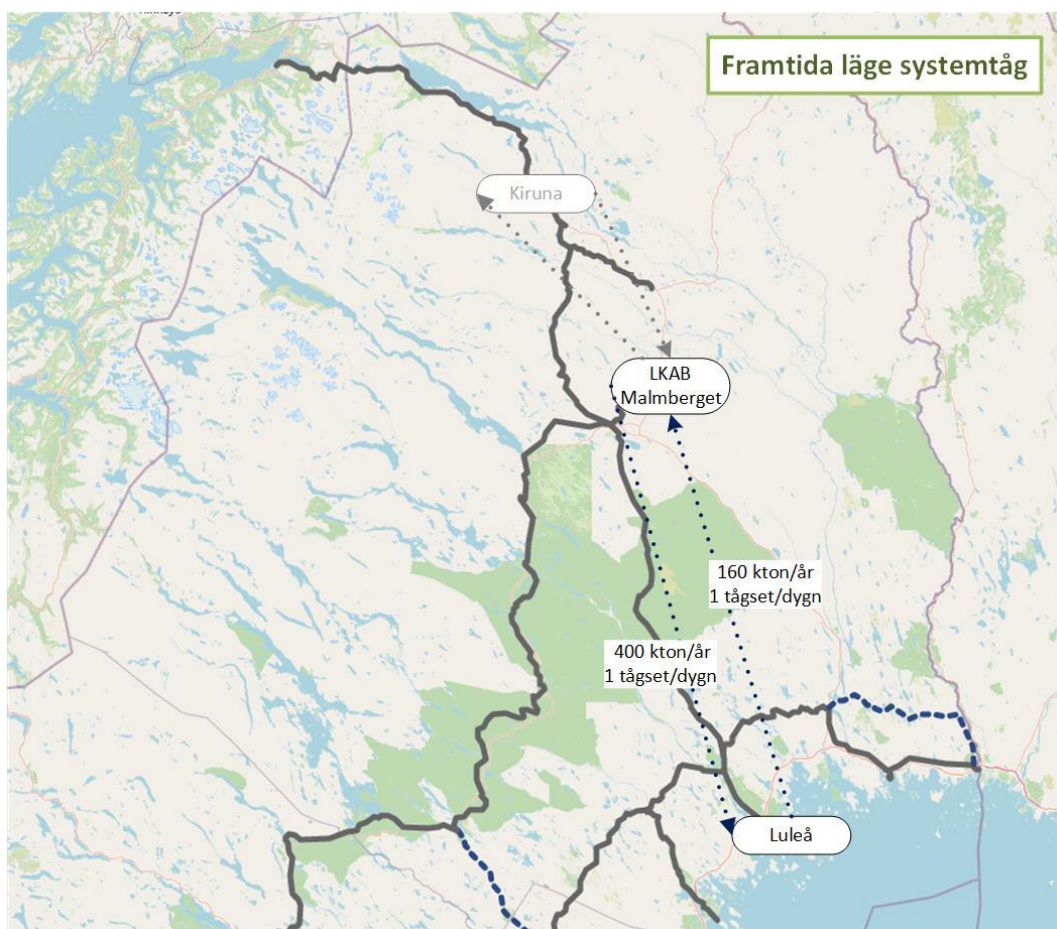 Framtida läge systemtåg
Kiruna
LKAB
Malmberget
160 kton/år
1 tågset/dygn
400 kton/år
1 tågset/dygn
Luleå